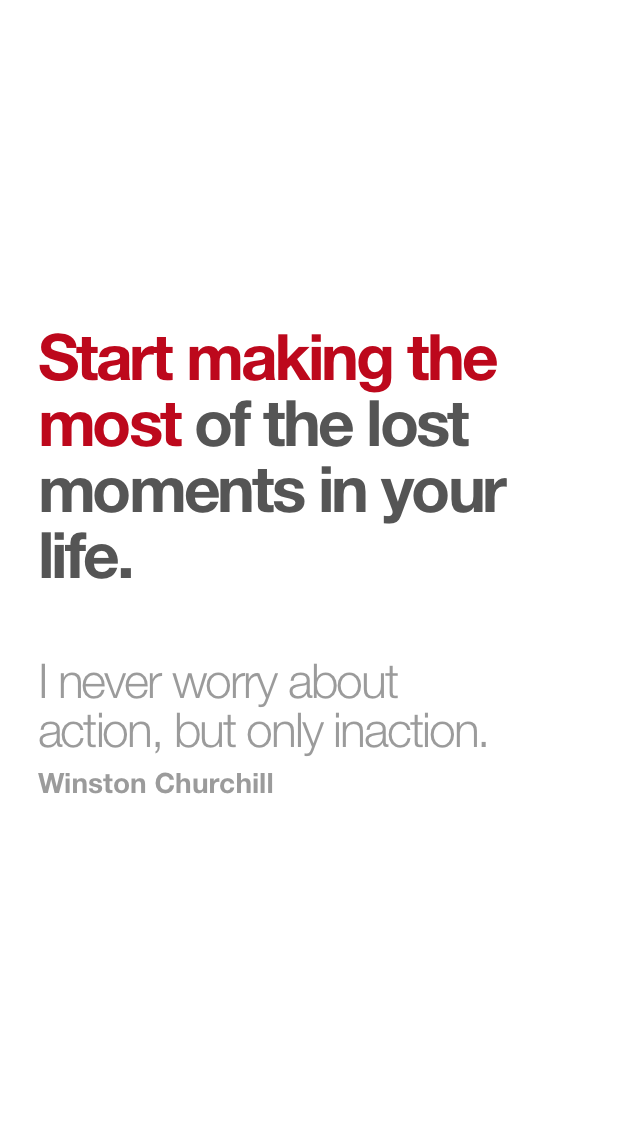 Start making the
most of the lost
moments in your
life.
I never worry about
action, but only inaction.
Winston Churchill